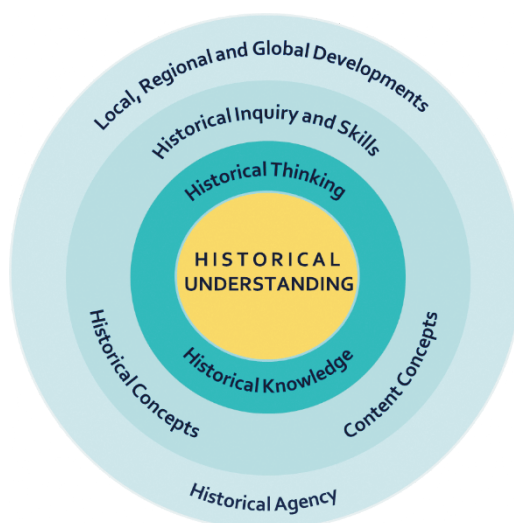 Local, Regional and Global Developments
Historical Inquiry and Skills
Historical Thinking
HISTORICAL
UNDERSTANDING
Historical Knowledge
Historical Concepts
Content Concepts
Historical Agency